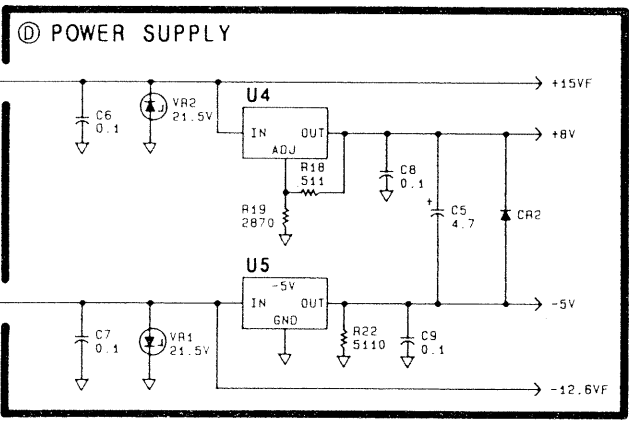 Ⓓ POWER SUPPLY
+15VF
U4
VR2
21.5V
C6
0.1
IN OUT
ADJ
+8V
R18
511
C8
0.1
R19
2870
+
C5
4.7
CR2
U5
-5V
IN OUT
GND
-5V
C7
0.1
VR1
21.5V
R22
5110
C9
0.1
-12.6VF